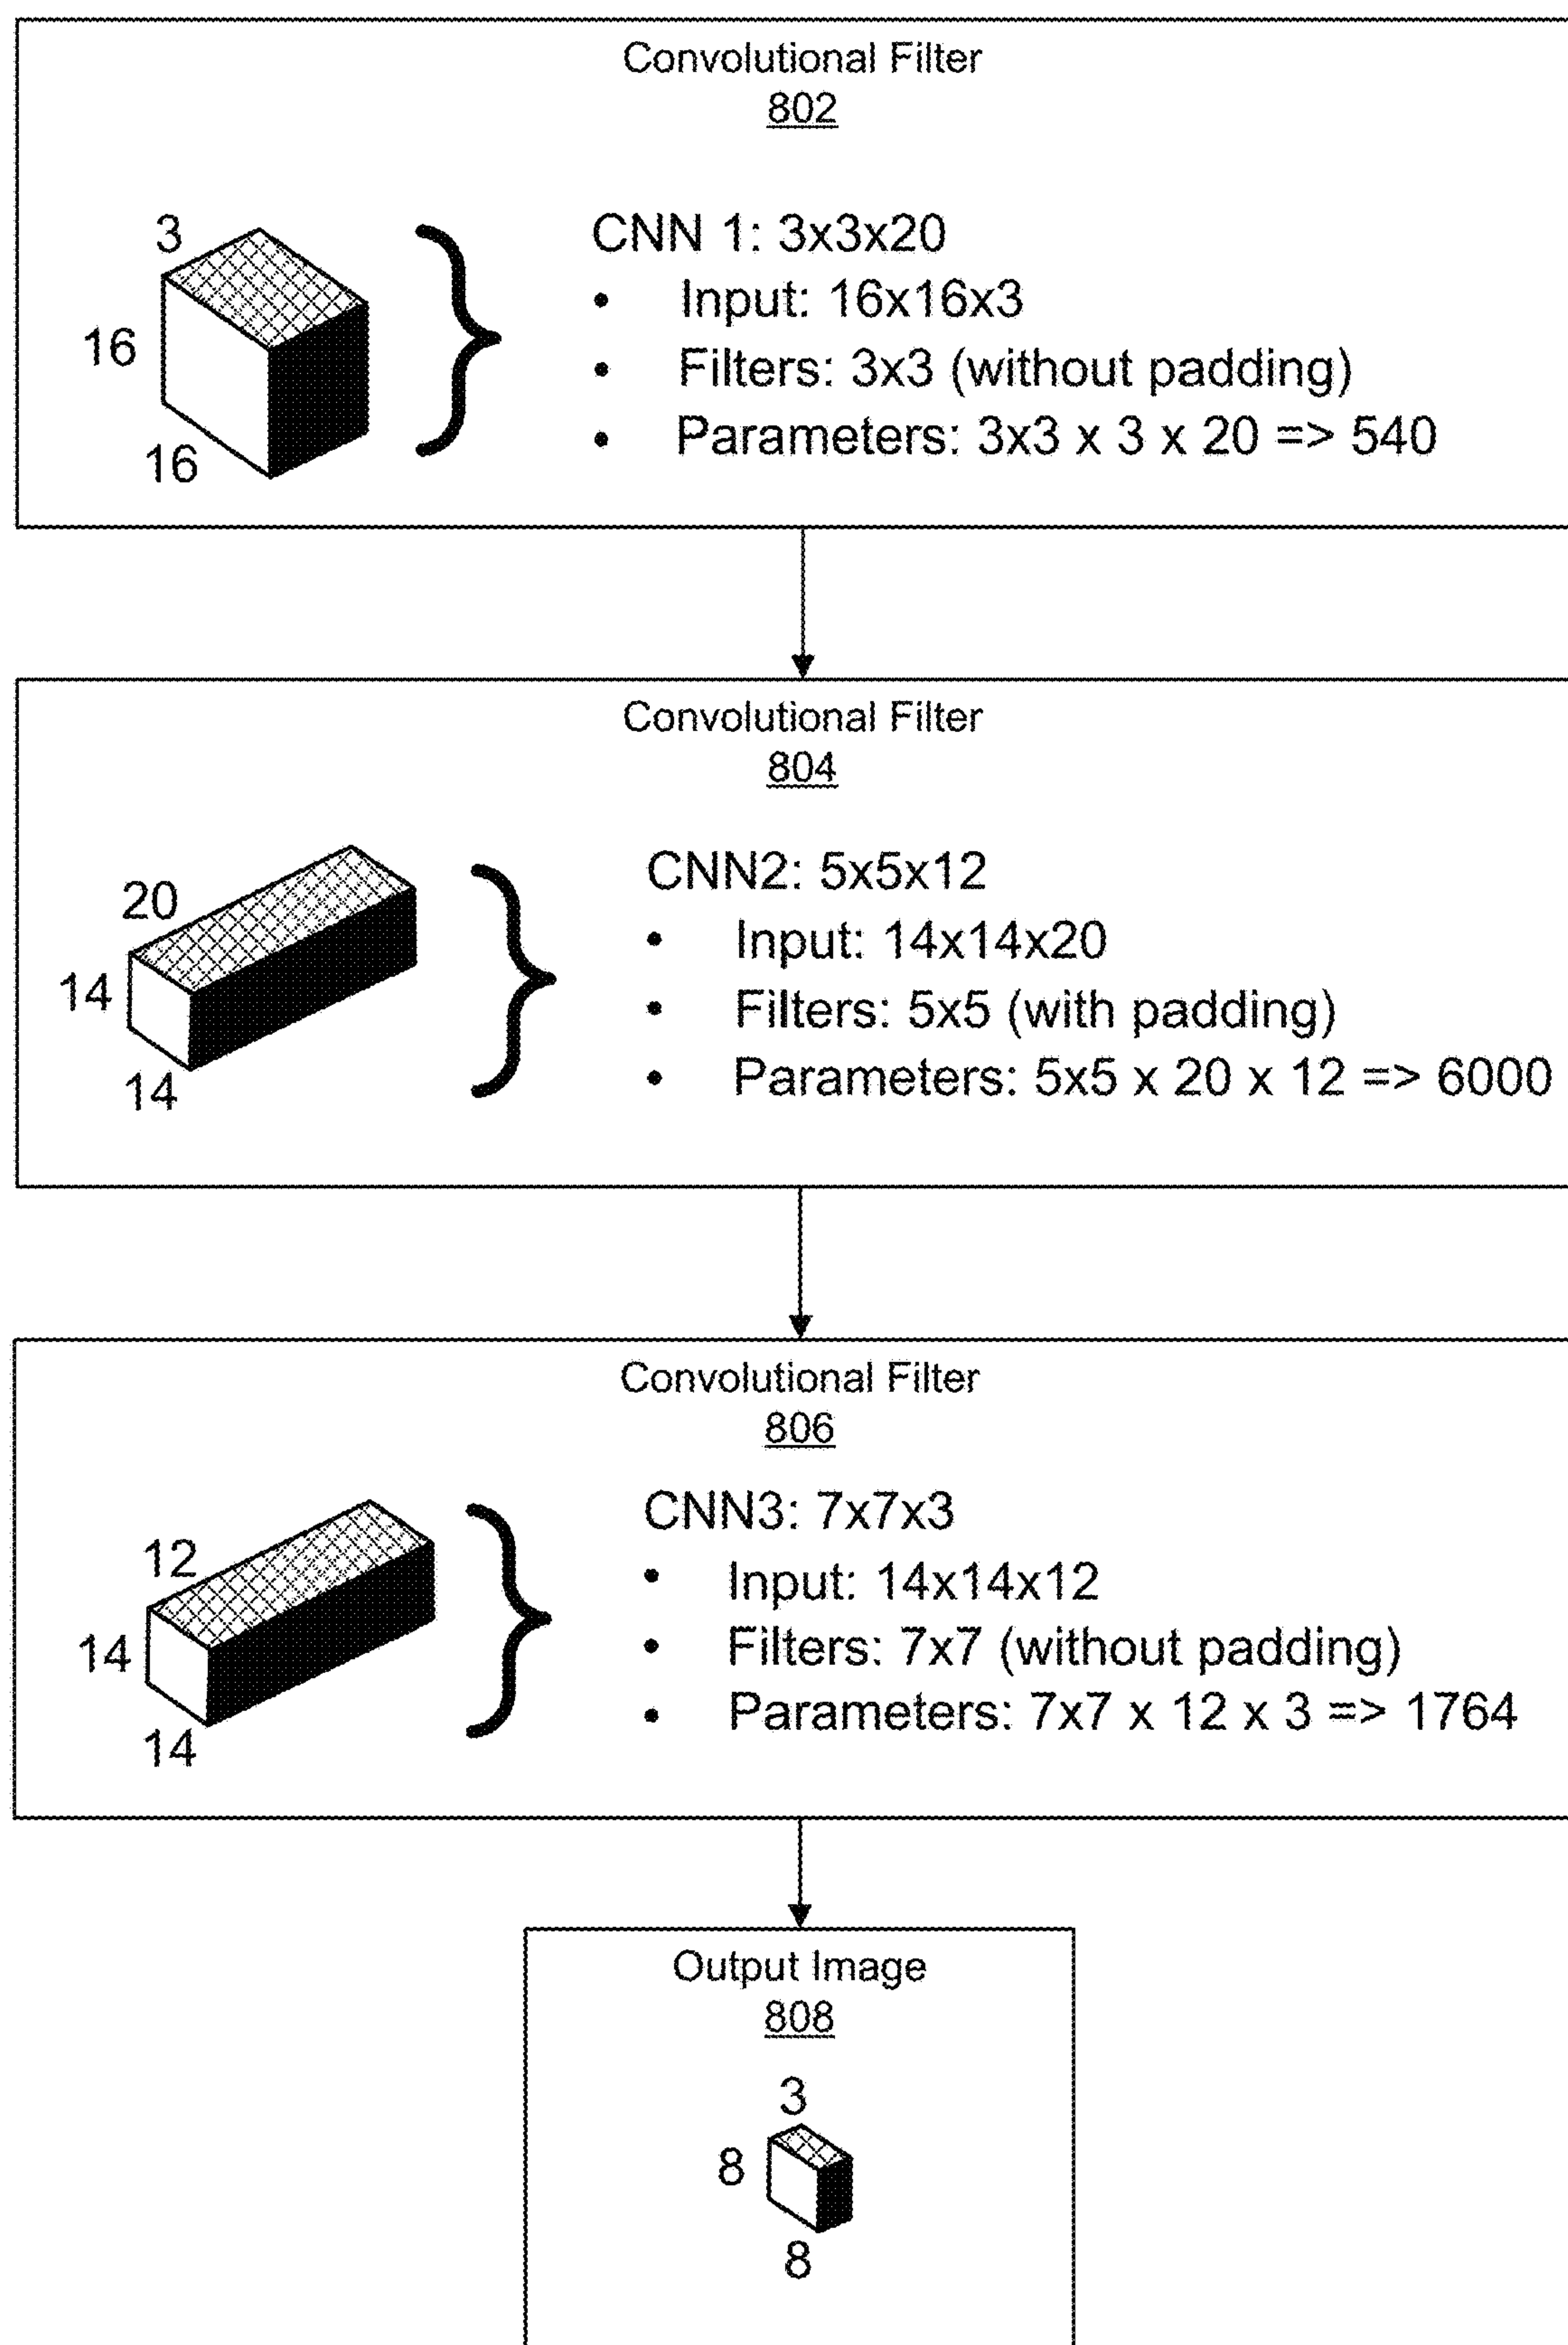 Convolutional Filter
802
3
16
16
CNN 1: 3x3x20
• Input: 16x16x3
• Filters: 3x3 (without padding)
• Parameters: 3x3 x 3 x 20 => 540
Convolutional Filter
804
20
14
14
CNN2: 5x5x12
• Input: 14x14x20
• Filters: 5x5 (with padding)
• Parameters: 5x5 x 20 x 12 => 6000
Convolutional Filter
806
12
14
14
CNN3: 7x7x3
• Input: 14x14x12
• Filters: 7x7 (without padding)
• Parameters: 7x7 x 12 x 3 => 1764
Output Image
808
3
8
8